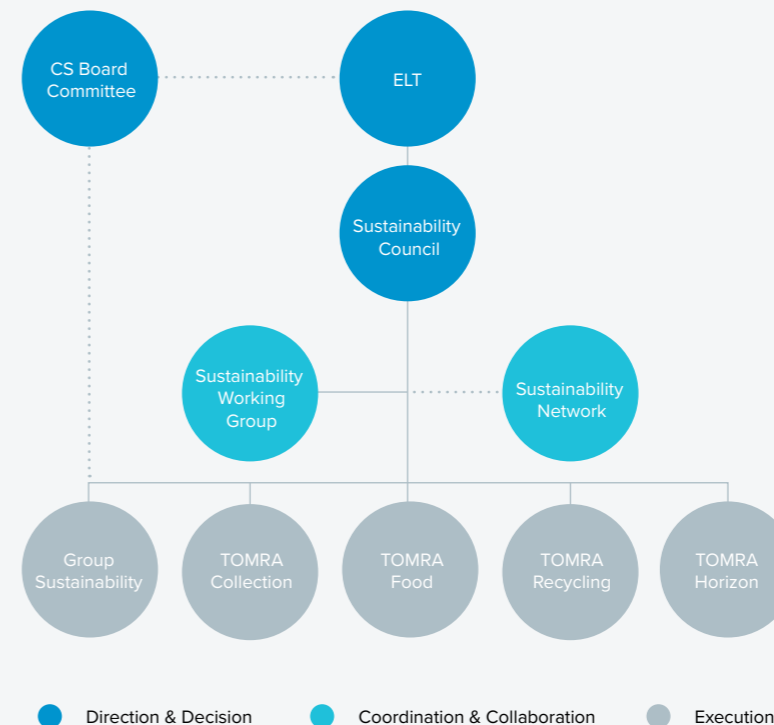 CS Board
Committee
ELT
Sustainability
Council
Sustainability
Working
Group
Sustainability
Network
Group
Sustainability
TOMRA
Collection
TOMRA
Food
TOMRA
Recycling
TOMRA
Horizon
Direction & Decision
Coordination & Collaboration
Execution